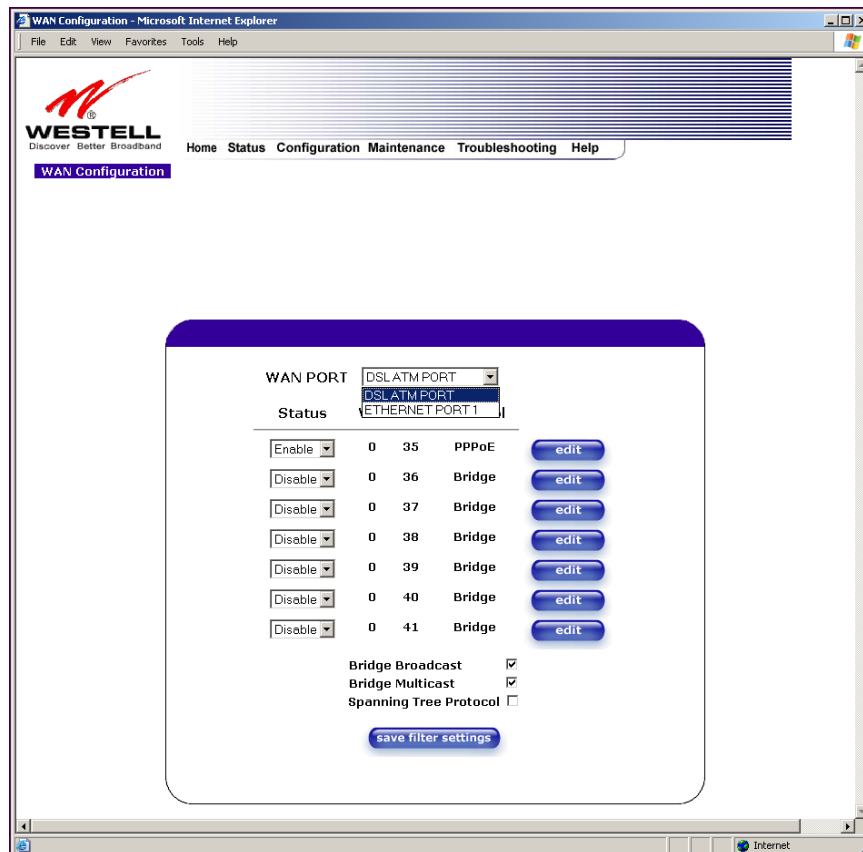 WAN Configuration - Microsoft Internet Explorer
File Edit View Favorites Tools Help
WESTELL
®
Discover Better Broadband
Home Status Configuration Maintenance Troubleshooting Help
WAN Configuration
WAN PORT DSL ATM PORT
DSL ATM PORT
ETHERNET PORT 1
Status
Enable 0 35 PPPoE edit
Disable 0 36 Bridge edit
Disable 0 37 Bridge edit
Disable 0 38 Bridge edit
Disable 0 39 Bridge edit
Disable 0 40 Bridge edit
Disable 0 41 Bridge edit
Bridge Broadcast
Bridge Multicast
Spanning Tree Protocol
save filter settings
Internet